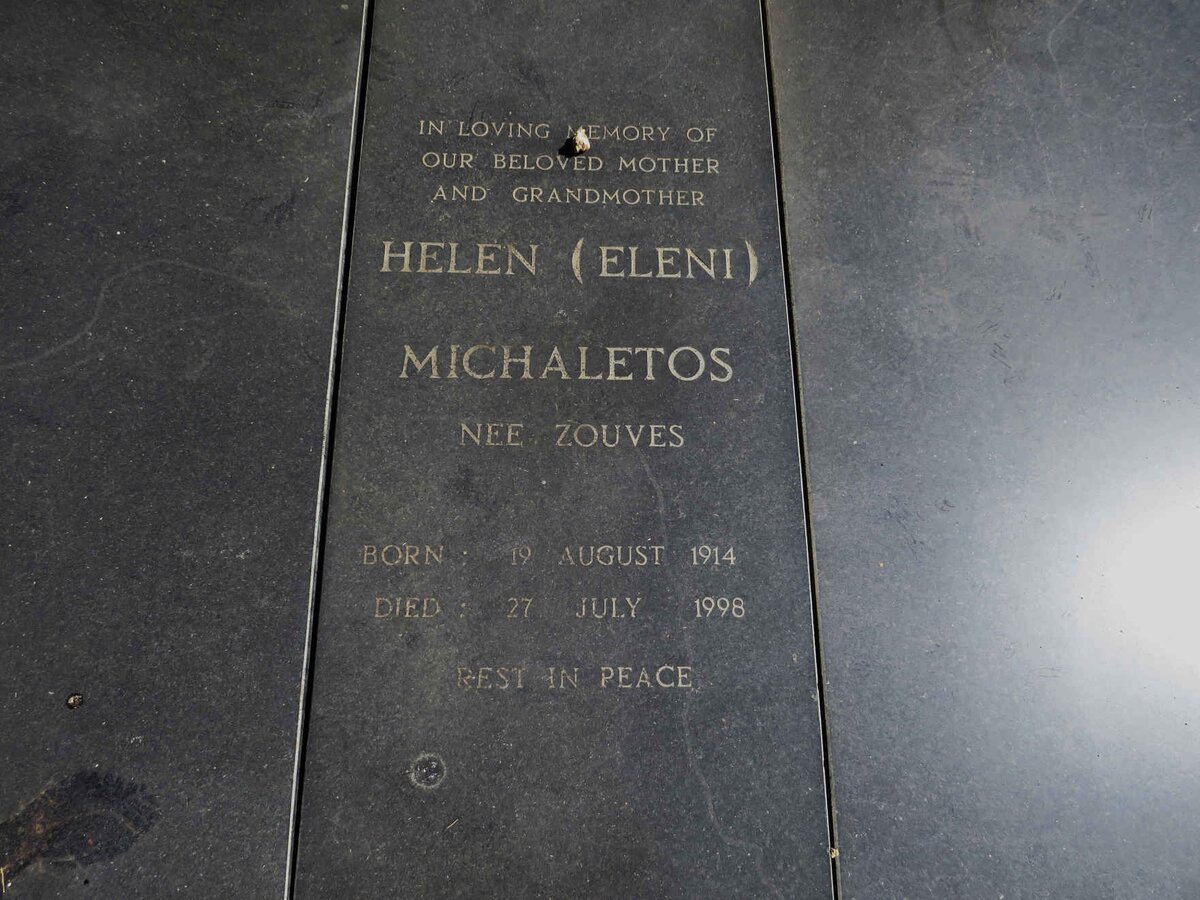 IN LOVING MEMORY OF
OUR BELOVED MOTHER
AND GRANDMOTHER
HELEN (ELENI)
MICHALETOS
NEE ZOUVES
BORN : 19 AUGUST 1914
DIED : 27 JULY 1998
REST IN PEACE